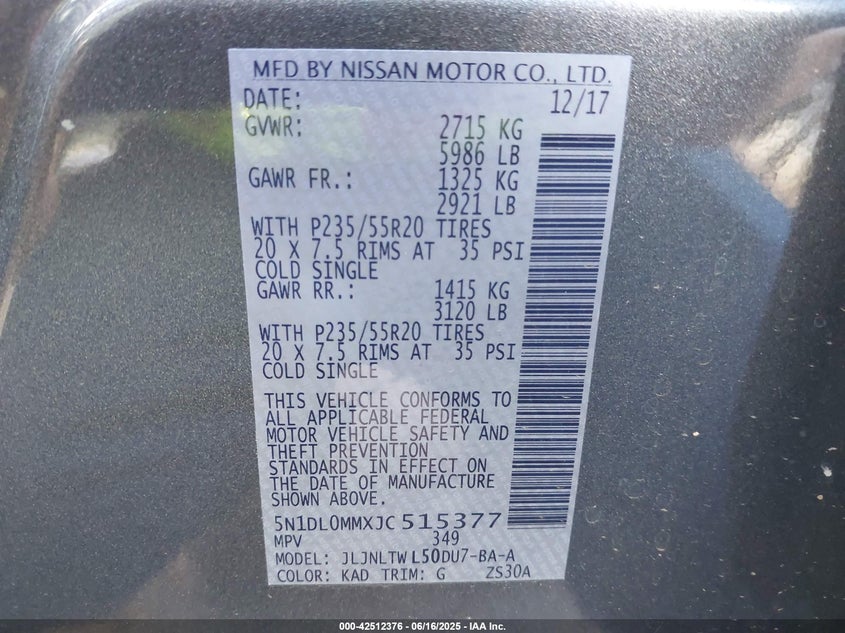 MFD BY NISSAN MOTOR CO., LTD.
DATE: 12/17
GVWR: 2715 KG
5986 LB
GAWR FR.: 1325 KG
2921 LB
WITH P235/55R20 TIRES
20 X 7.5 RIMS AT 35 PSI
COLD SINGLE
GAWR RR.: 1415 KG
3120 LB
WITH P235/55R20 TIRES
20 X 7.5 RIMS AT 35 PSI
COLD SINGLE
THIS VEHICLE CONFORMS TO
ALL APPLICABLE FEDERAL
MOTOR VEHICLE SAFETY AND
THEFT PREVENTION
STANDARDS IN EFFECT ON
THE DATE OF MANUFACTURE
SHOWN ABOVE.
5N1DL0MMXJC515377
MPV 349
MODEL: JLJNLTWL50DU7-BA-A
COLOR: KAD TRIM: G ZS30A
000-42512376 - 06/16/2025 - IAA Inc.